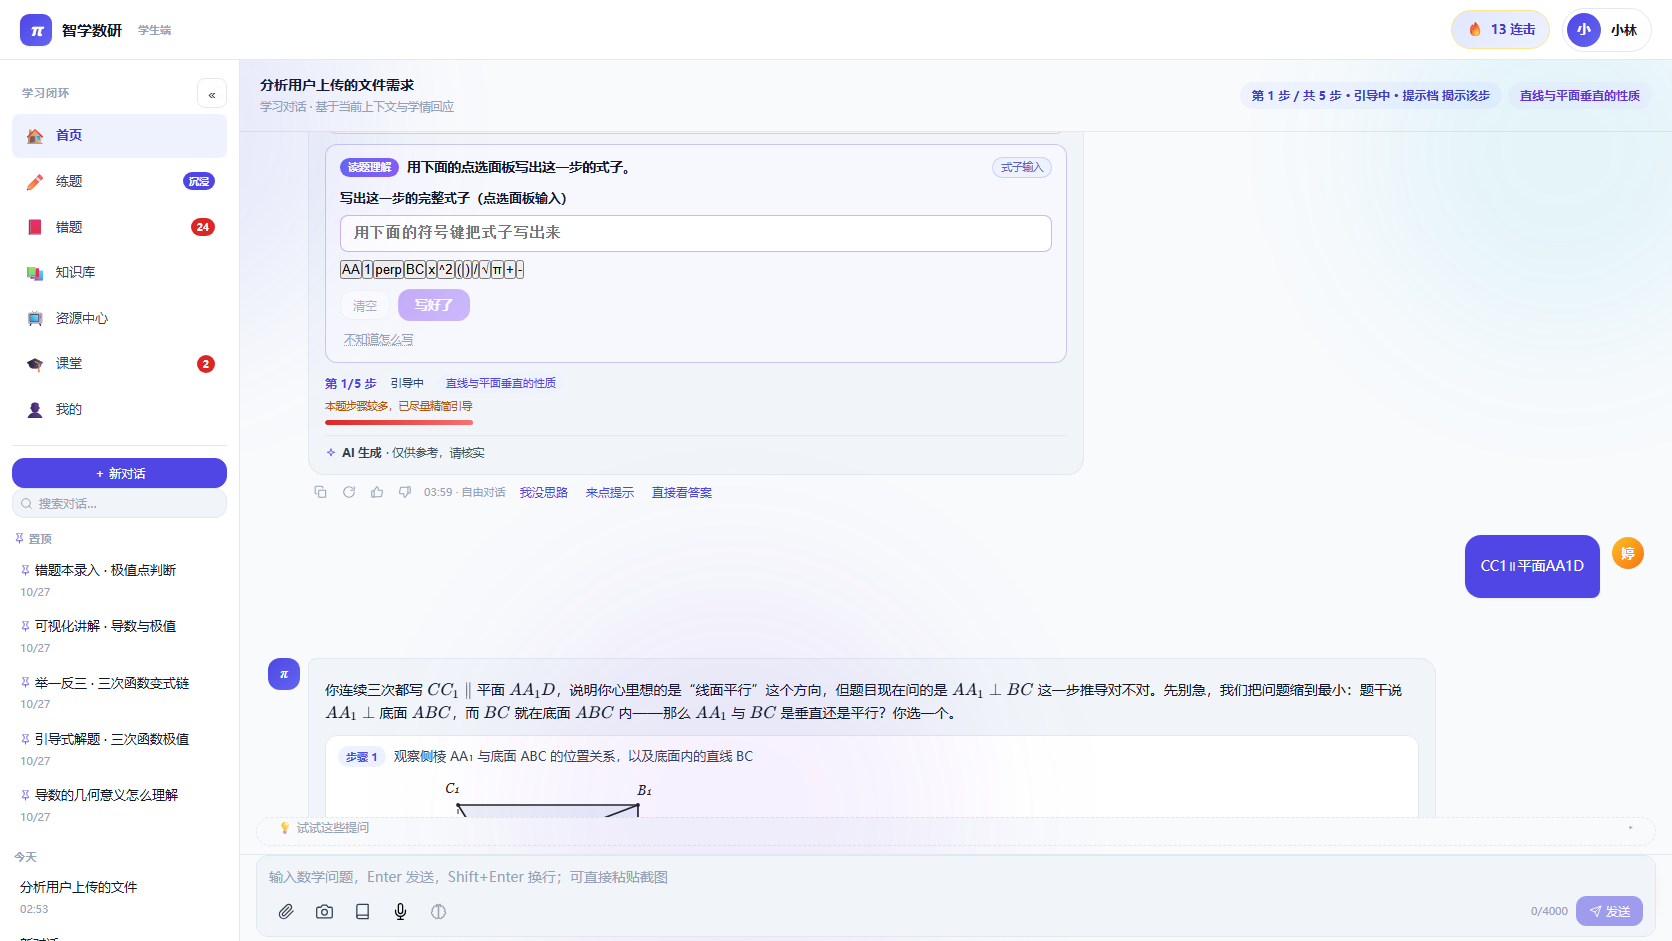 π 智学数研 学生端
🔥 13 连击
小 小林
学习闭环 «
首页
练题 沉浸
错题 24
知识库
资源中心
课堂 2
我的
+ 新对话
搜索对话...
置顶
错题本录入 · 极值点判断
10/27
可视化讲解 · 导数与极值
10/27
举一反三 · 三次函数变式链
10/27
引导式解题 · 三次函数极值
10/27
导数的几何意义怎么理解
10/27
今天
分析用户上传的文件
02:53
分析用户上传的文件需求
学习对话 · 基于当前上下文与学情回应
第 1 步 / 共 5 步 • 引导中 • 提示档 揭示该步
直线与平面垂直的性质
读题理解 用下面的点选面板写出这一步的式子。 式子输入
写出这一步的完整式子（点选面板输入）
用下面的符号键把式子写出来
AA 1 perp BC x ^2 ( ) / √ π + -
清空 写好了
不知道怎么写
第 1/5 步 引导中 直线与平面垂直的性质
本题步骤较多，已尽量精简引导
AI 生成 · 仅供参考，请核实
03:59 · 自由对话 我没思路 来点提示 直接看答案
CC1∥平面AA1D
婷
π
你连续三次都写 CC₁ ∥ 平面 AA₁D，说明你心里想的是“线面平行”这个方向，但题目现在问的是 AA₁ ⊥ BC 这一步推导对不对。先别急，我们把问题缩到最小：题干说
AA₁ ⊥ 底面 ABC，而 BC 就在底面 ABC 内——那么 AA₁ 与 BC 是垂直还是平行？你选一个。
步骤 1 观察侧棱 AA₁ 与底面 ABC 的位置关系，以及底面内的直线 BC
C₁ B₁
试试这些提问
输入数学问题，Enter 发送，Shift+Enter 换行；可直接粘贴截图
0/4000 发送